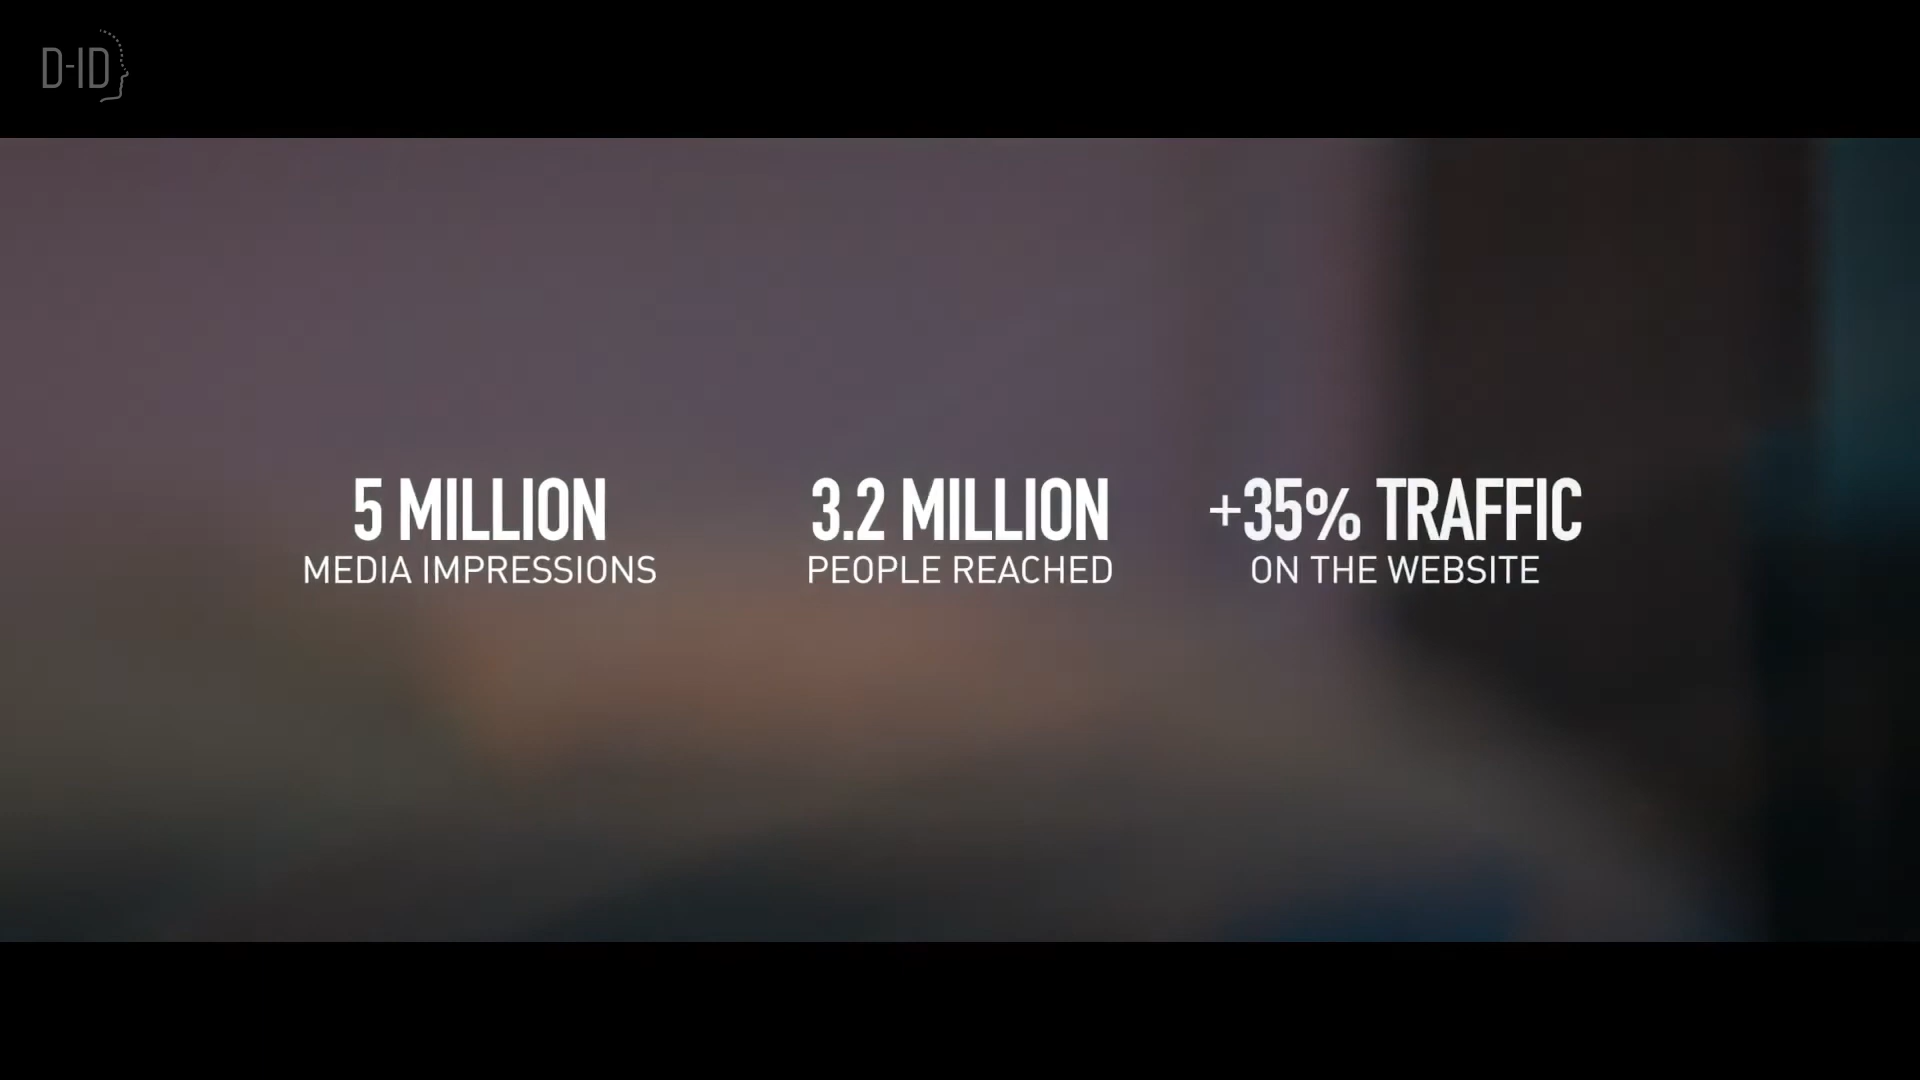 D-ID
5 MILLION
MEDIA IMPRESSIONS
3.2 MILLION
PEOPLE REACHED
+35% TRAFFIC
ON THE WEBSITE